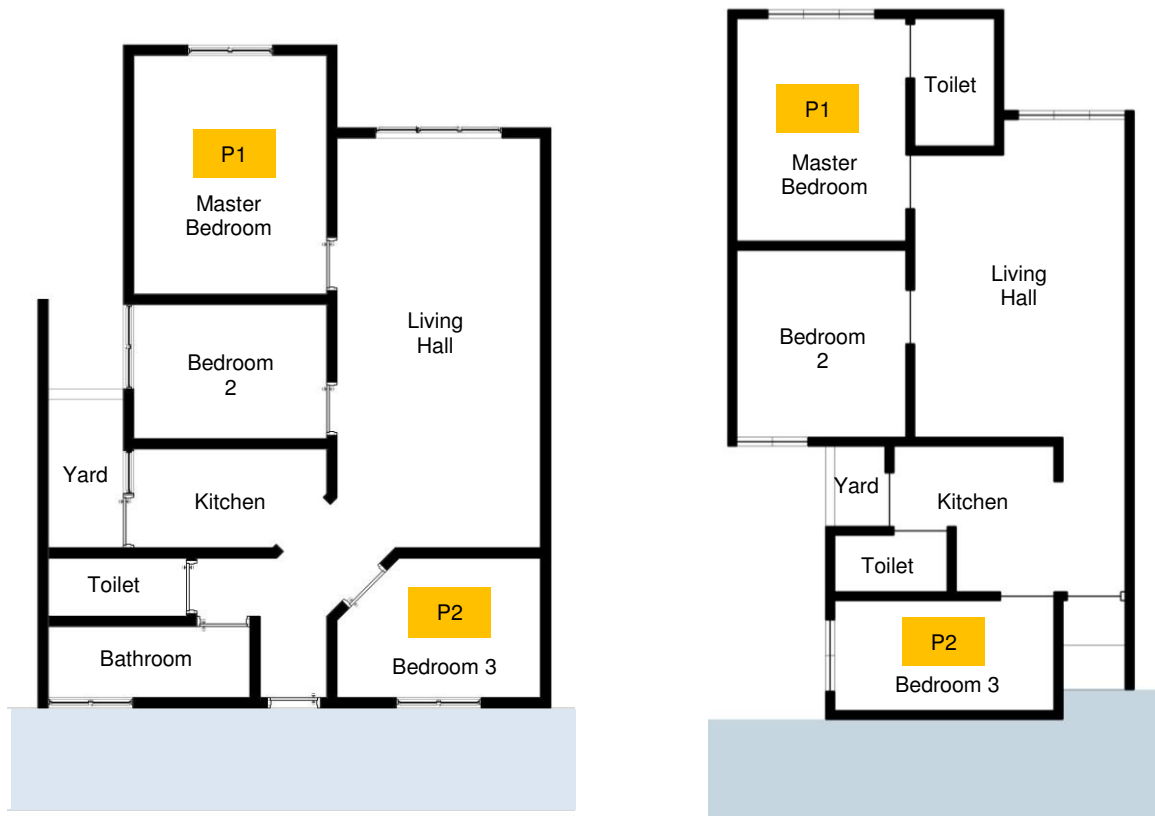 P1
Master
Bedroom
Living
Hall
Bedroom
2
Yard
Kitchen
Toilet
P2
Bathroom
Bedroom 3
Toilet
P1
Master
Bedroom
Living
Hall
Bedroom
2
Yard
Kitchen
Toilet
P2
Bedroom 3